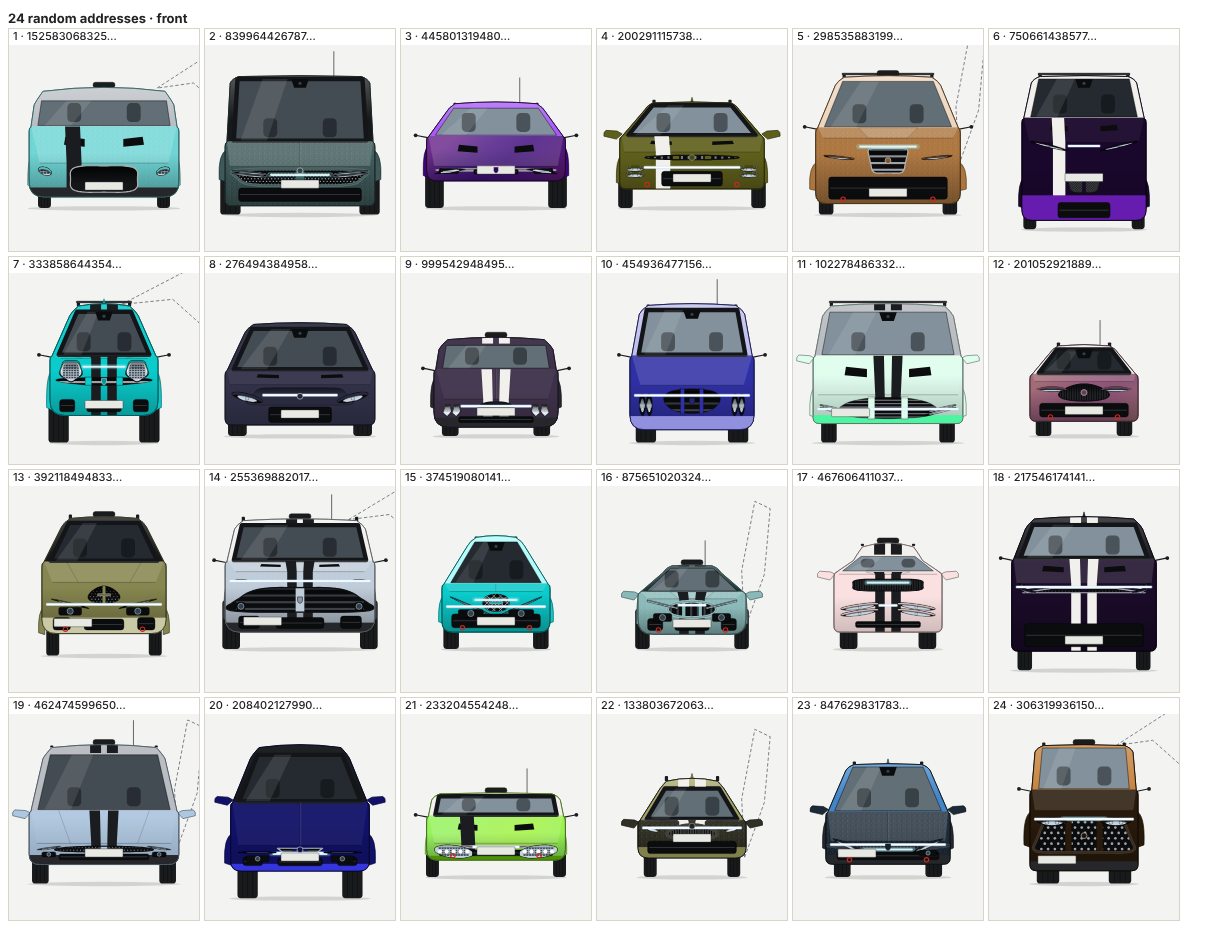 24 random addresses · front
1 · 152583068325...
2 · 839964426787...
3 · 445801319480...
4 · 200291115738...
5 · 298535883199...
6 · 750661438577...
7 · 333858644354...
8 · 276494384958...
9 · 999542948495...
10 · 454936477156...
11 · 102278486332...
12 · 201052921889...
13 · 392118494833...
14 · 255369882017...
15 · 374519080141...
16 · 875651020324...
17 · 467606411037...
18 · 217546174141...
19 · 462474599650...
20 · 208402127990...
21 · 233204554248...
22 · 133803672063...
23 · 847629831783...
24 · 306319936150...